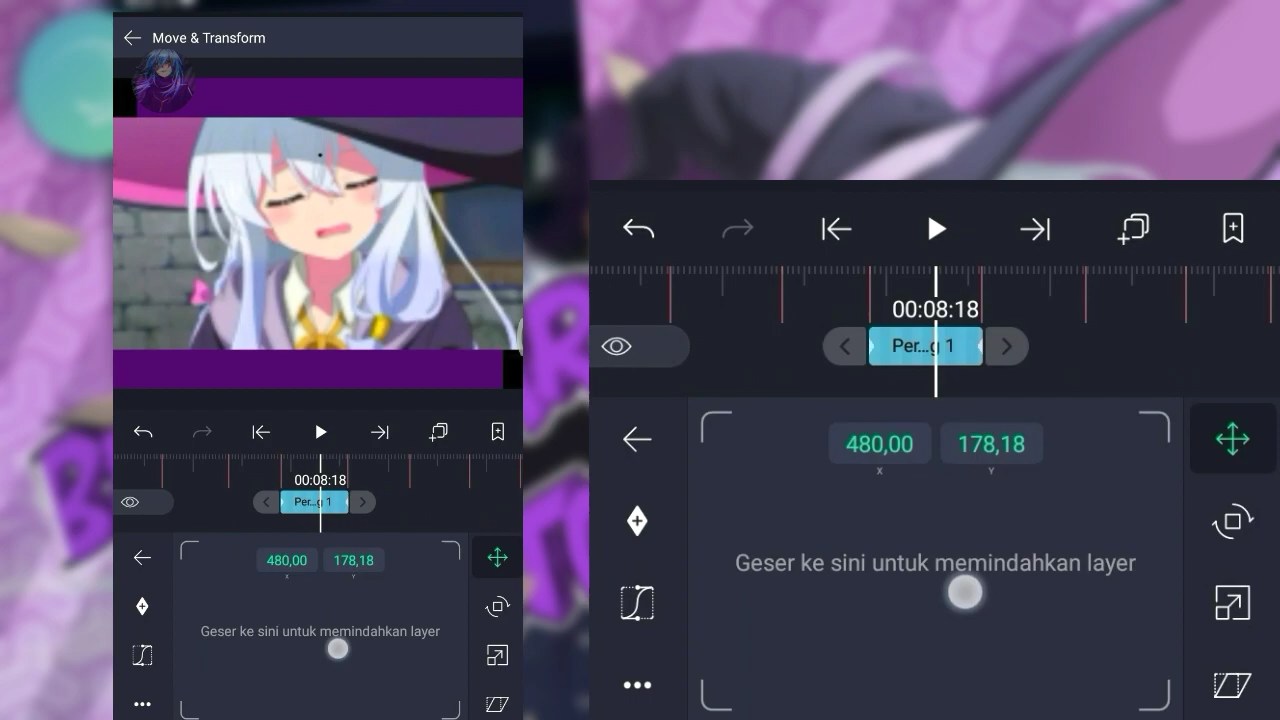 Move & Transform
00:08:18
Per...g 1
480,00 178,18
X Y
Geser ke sini untuk memindahkan layer
00:08:18
Per...g 1
480,00 178,18
X Y
Geser ke sini untuk memindahkan layer